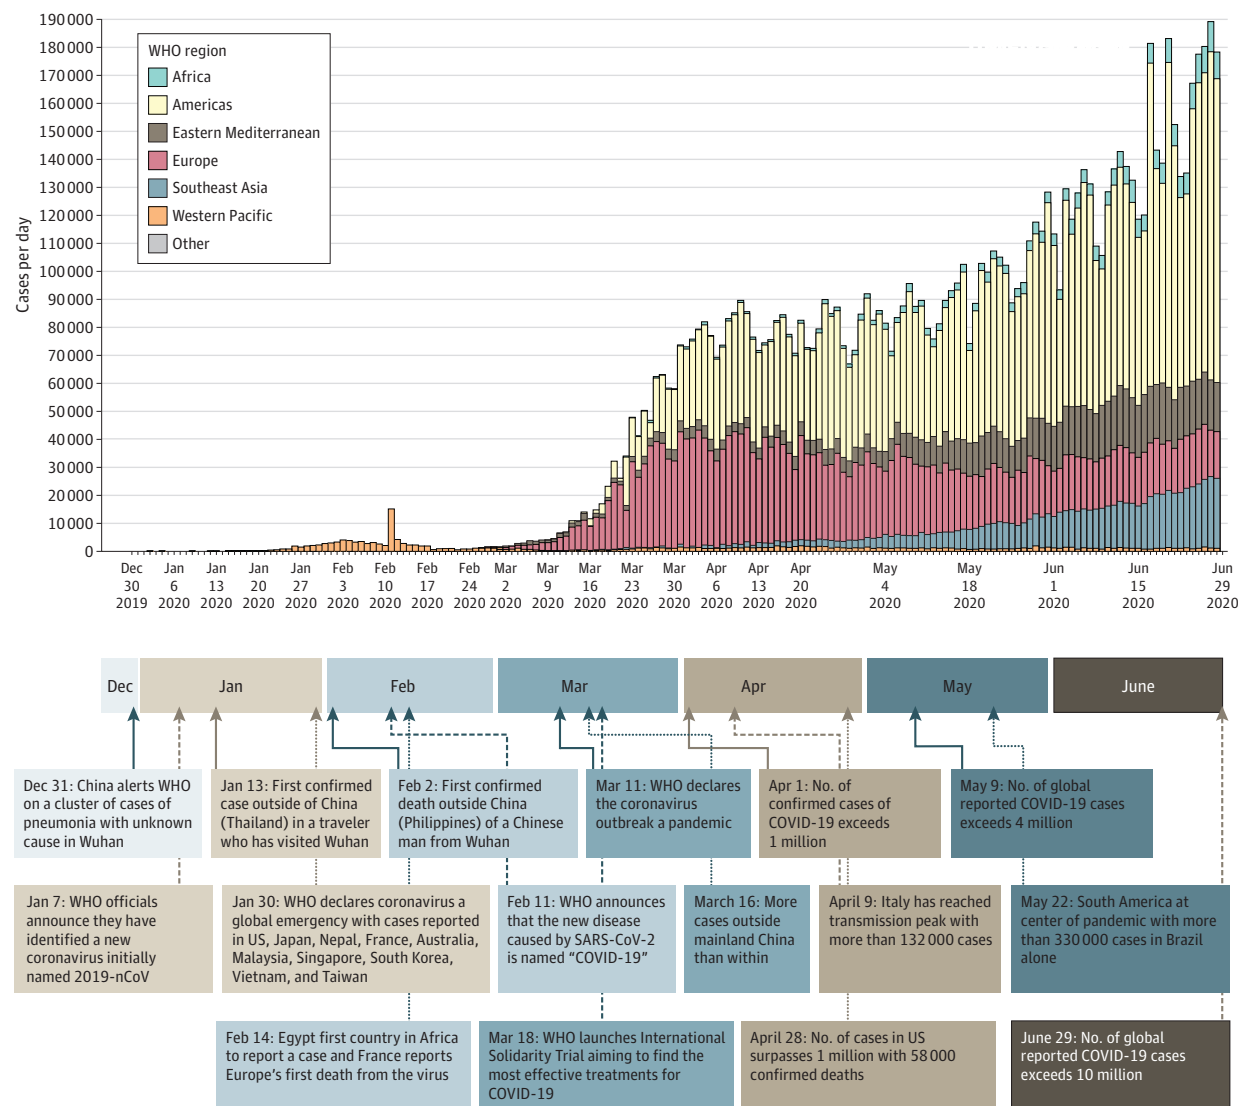 190 000
180 000
170 000
160 000
150 000
140 000
130 000
120 000
110 000
100 000
90 000
80 000
70 000
60 000
50 000
40 000
30 000
20 000
10 000
0
Cases per day
WHO region
Africa
Americas
Eastern Mediterranean
Europe
Southeast Asia
Western Pacific
Other
Dec Jan Jan Jan Jan Feb Feb Feb Feb Mar Mar Mar Mar Mar Apr Apr Apr May May Jun Jun Jun
30 6 13 20 27 3 10 17 24 2 9 16 23 30 6 13 20 4 18 1 15 29
2019 2020 2020 2020 2020 2020 2020 2020 2020 2020 2020 2020 2020 2020 2020 2020 2020 2020 2020 2020 2020 2020
Dec Jan Feb Mar Apr May June
Dec 31: China alerts WHO
on a cluster of cases of
pneumonia with unknown
cause in Wuhan
Jan 13: First confirmed
case outside of China
(Thailand) in a traveler
who has visited Wuhan
Feb 2: First confirmed
death outside China
(Philippines) of a Chinese
man from Wuhan
Mar 11: WHO declares
the coronavirus
outbreak a pandemic
Apr 1: No. of
confirmed cases of
COVID-19 exceeds
1 million
May 9: No. of global
reported COVID-19 cases
exceeds 4 million
Jan 7: WHO officials
announce they have
identified a new
coronavirus initially
named 2019-nCoV
Jan 30: WHO declares coronavirus a
global emergency with cases reported
in US, Japan, Nepal, France, Australia,
Malaysia, Singapore, South Korea,
Vietnam, and Taiwan
Feb 11: WHO announces
that the new disease
caused by SARS-CoV-2
is named “COVID-19”
March 16: More
cases outside
mainland China
than within
April 9: Italy has reached
transmission peak with
more than 132 000 cases
May 22: South America at
center of pandemic with more
than 330 000 cases in Brazil
alone
Feb 14: Egypt first country in Africa
to report a case and France reports
Europe’s first death from the virus
Mar 18: WHO launches International
Solidarity Trial aiming to find the
most effective treatments for
COVID-19
April 28: No. of cases in US
surpasses 1 million with 58 000
confirmed deaths
June 29: No. of global
reported COVID-19 cases
exceeds 10 million